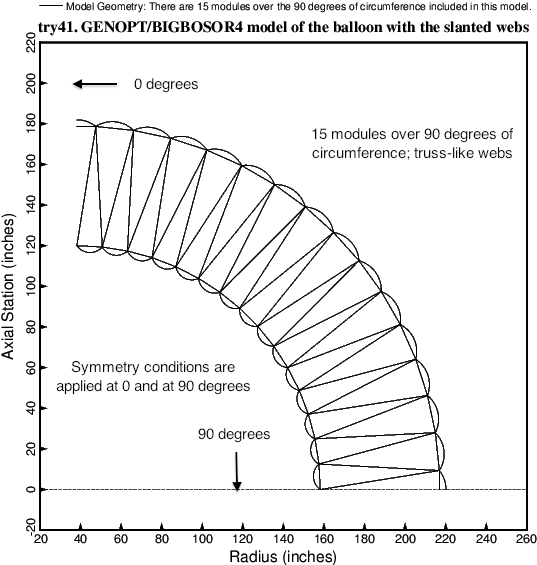 Model Geometry: There are 15 modules over the 90 degrees of circumference included in this model.
try41. GENOPT/BIGBOSOR4 model of the balloon with the slanted webs
220
200
180
160
140
120
100
80
60
40
20
0
-20
Axial Station (inches)
0 degrees
15 modules over 90 degrees of
circumference; truss-like webs
Symmetry conditions are
applied at 0 and at 90 degrees
90 degrees
20 40 60 80 100 120 140 160 180 200 220 240 260
Radius (inches)